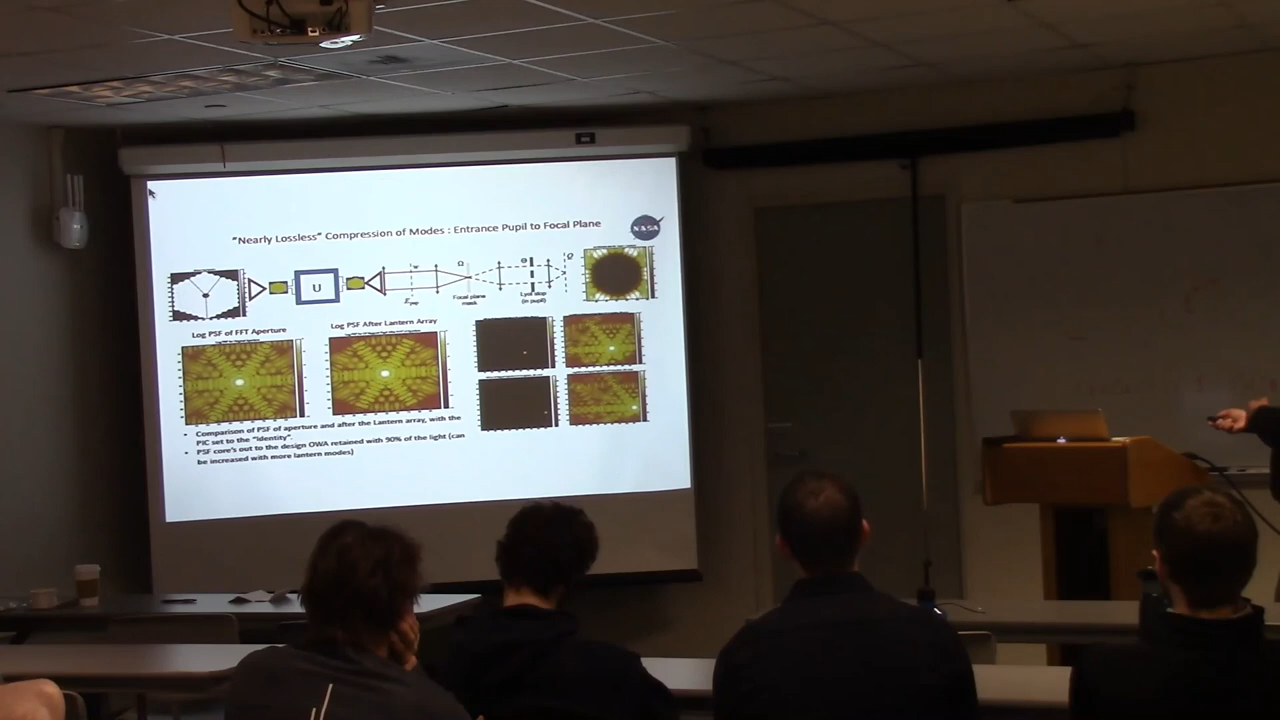 "Nearly Lossless" Compression of Modes : Entrance Pupil to Focal Plane
NASA
U
Ω
Θ
Focal plane
mask
Lyot stop
(in pupil)
Log PSF of FFT Aperture
Log PSF After Lantern Array
• Comparison of PSF of aperture and after the Lantern array, with the
PIC set to the "Identity".
• PSF core's out to the design OWA retained with 90% of the light (can
be increased with more lantern modes)